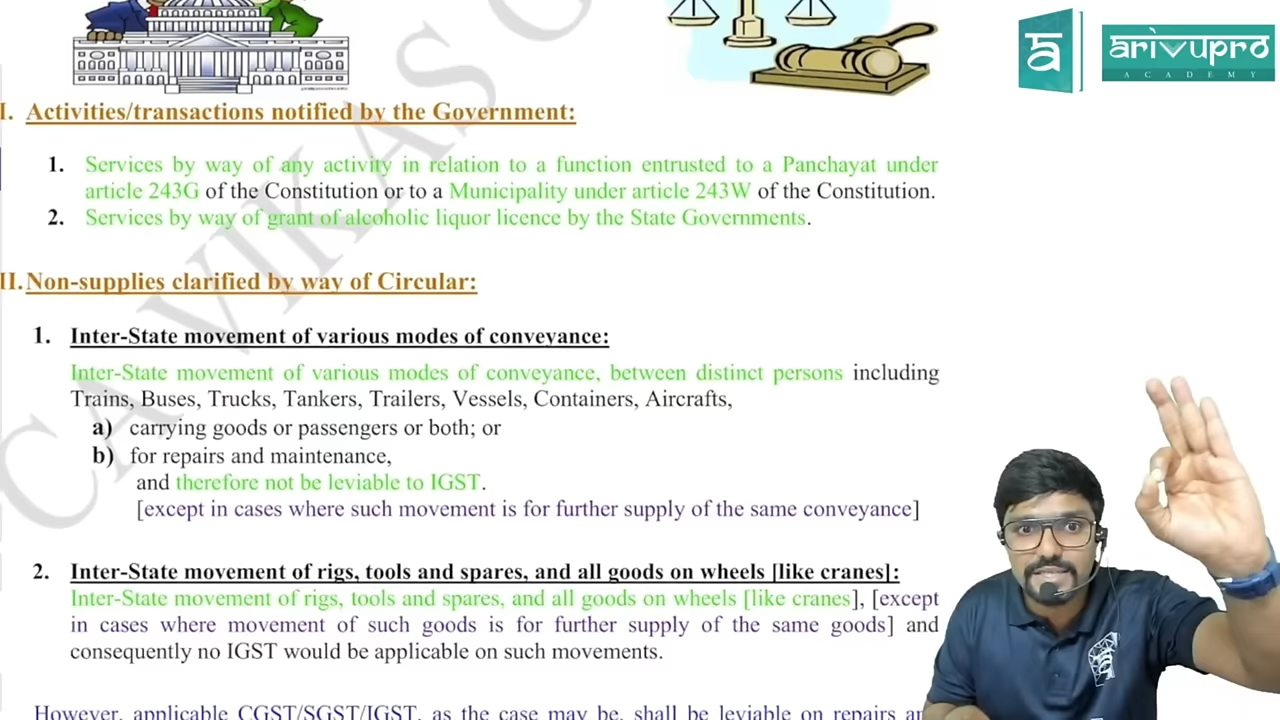 arivupro
ACADEMY
I. Activities/transactions notified by the Government:
1. Services by way of any activity in relation to a function entrusted to a Panchayat under
article 243G of the Constitution or to a Municipality under article 243W of the Constitution.
2. Services by way of grant of alcoholic liquor licence by the State Governments.
II. Non-supplies clarified by way of Circular:
1. Inter-State movement of various modes of conveyance:
Inter-State movement of various modes of conveyance, between distinct persons including
Trains, Buses, Trucks, Tankers, Trailers, Vessels, Containers, Aircrafts,
a) carrying goods or passengers or both; or
b) for repairs and maintenance,
and therefore not be leviable to IGST.
[except in cases where such movement is for further supply of the same conveyance]
2. Inter-State movement of rigs, tools and spares, and all goods on wheels [like cranes]:
Inter-State movement of rigs, tools and spares, and all goods on wheels [like cranes], [except
in cases where movement of such goods is for further supply of the same goods] and
consequently no IGST would be applicable on such movements.
However, applicable CGST/SGST/IGST, as the case may be, shall be leviable on repairs
CA VIKAS